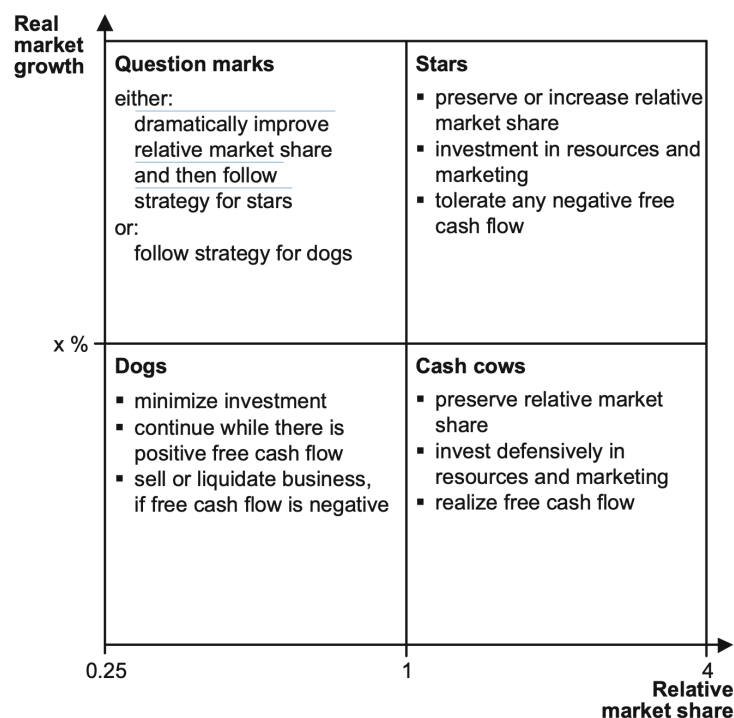 Real
market
growth
Question marks
either:
dramatically improve
relative market share
and then follow
strategy for stars
or:
follow strategy for dogs
Stars
▪ preserve or increase relative
market share
▪ investment in resources and
marketing
▪ tolerate any negative free
cash flow
x %
Dogs
▪ minimize investment
▪ continue while there is
positive free cash flow
▪ sell or liquidate business,
if free cash flow is negative
Cash cows
▪ preserve relative market
share
▪ invest defensively in
resources and marketing
▪ realize free cash flow
0.25
1
4
Relative
market share